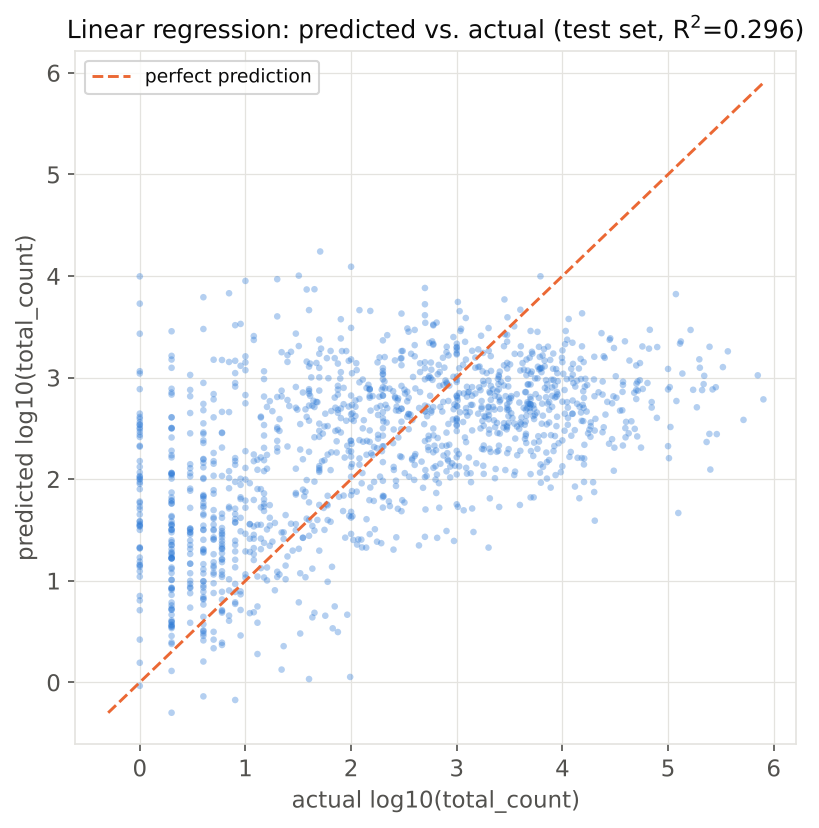 Linear regression: predicted vs. actual (test set, R²=0.296)
perfect prediction
6
5
4
3
2
1
0
predicted log10(total_count)
0 1 2 3 4 5 6
actual log10(total_count)